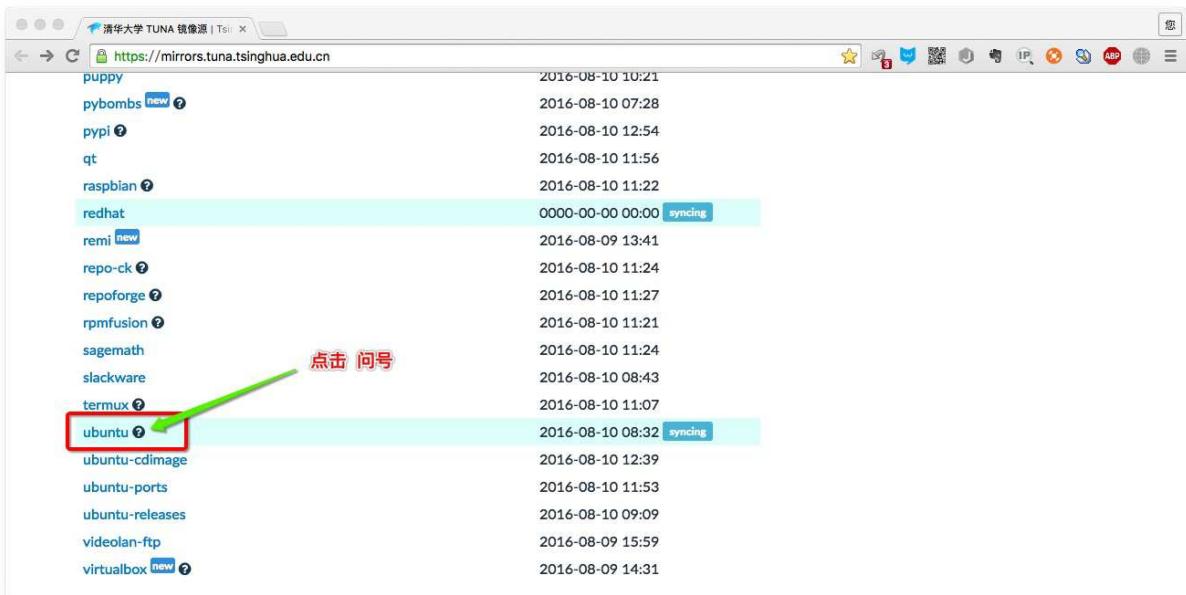 清华大学 TUNA 镜像源 | Tsi
您
https://mirrors.tuna.tsinghua.edu.cn
3
IP
ABP
puppy 2016-08-10 10:21
pybombs new ? 2016-08-10 07:28
pypi ? 2016-08-10 12:54
qt 2016-08-10 11:56
raspbian ? 2016-08-10 11:22
redhat 0000-00-00 00:00 syncing
remi new 2016-08-09 13:41
repo-ck ? 2016-08-10 11:24
repoforge ? 2016-08-10 11:27
rpmfusion ? 2016-08-10 11:21
sagemath 2016-08-10 11:24
点击 问号
slackware 2016-08-10 08:43
termux ? 2016-08-10 11:07
ubuntu ? 2016-08-10 08:32 syncing
ubuntu-cdimage 2016-08-10 12:39
ubuntu-ports 2016-08-10 11:53
ubuntu-releases 2016-08-10 09:09
videolan-ftp 2016-08-09 15:59
virtualbox new ? 2016-08-09 14:31